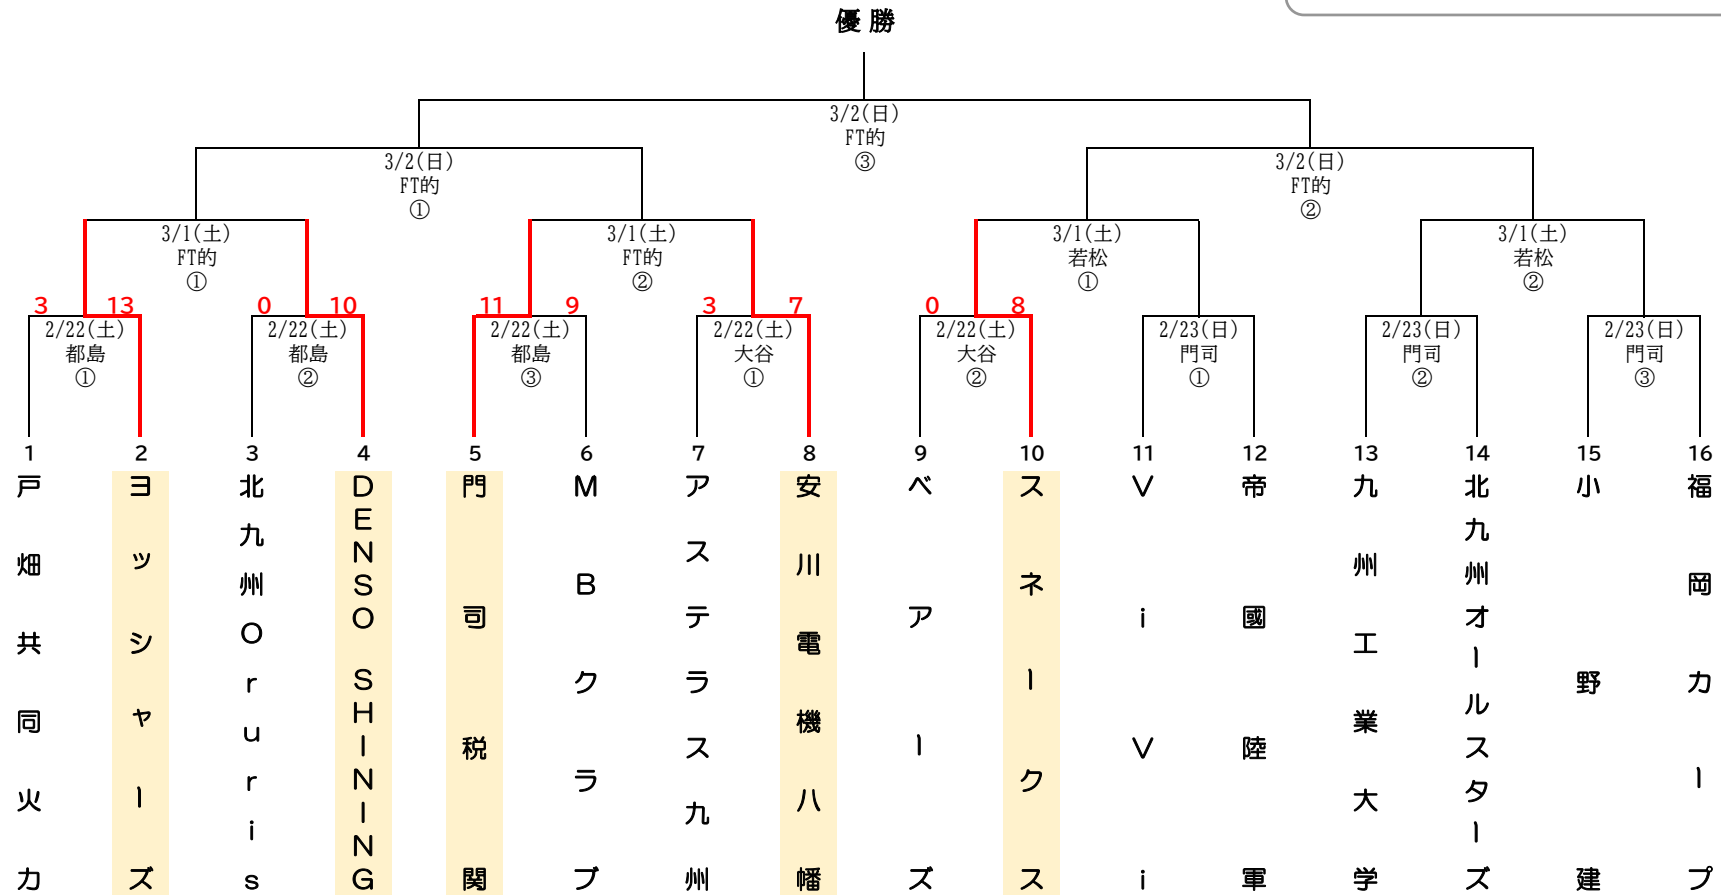 優勝
3/2(日)
FT的
③
3/2(日)
FT的
①
3/2(日)
FT的
②
3/1(土)
FT的
①
3/1(土)
FT的
②
3/1(土)
若松
①
3/1(土)
若松
②
3 13
2/22(土)
都島
①
0 10
2/22(土)
都島
②
11 9
2/22(土)
都島
③
3 7
2/22(土)
大谷
①
0 8
2/22(土)
大谷
②
2/23(日)
門司
①
2/23(日)
門司
②
2/23(日)
門司
③
1 2 3 4 5 6 7 8 9 10 11 12 13 14 15 16
戸畑共同火力
ヨッシャーズ
北九州Oruris
DENSO SHINING
門司税関
MBクラブ
アステラス九州
安川電機八幡
ベアーズ
スネークス
ViVi
帝國陸軍
九州工業大学
北九州オールスターズ
小野建
福岡カープ